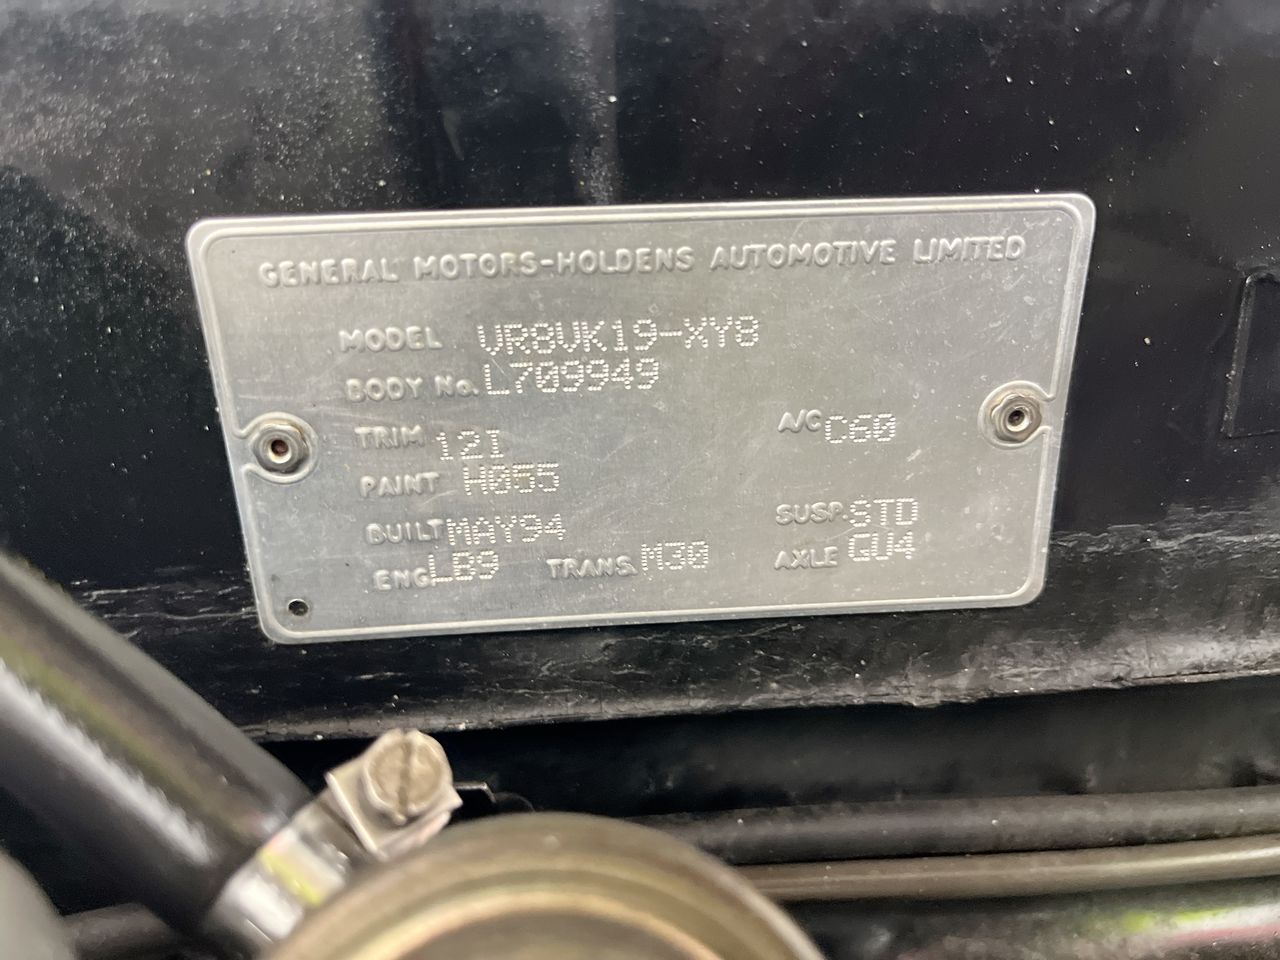 GENERAL MOTORS-HOLDENS AUTOMOTIVE LIMITED
MODEL VR8VK19-XY8
BODY No. L709949
TRIM 12I A/C C60
PAINT H055
BUILT MAY94 SUSP. STD
ENG. LB9 TRANS. M30 AXLE GU4